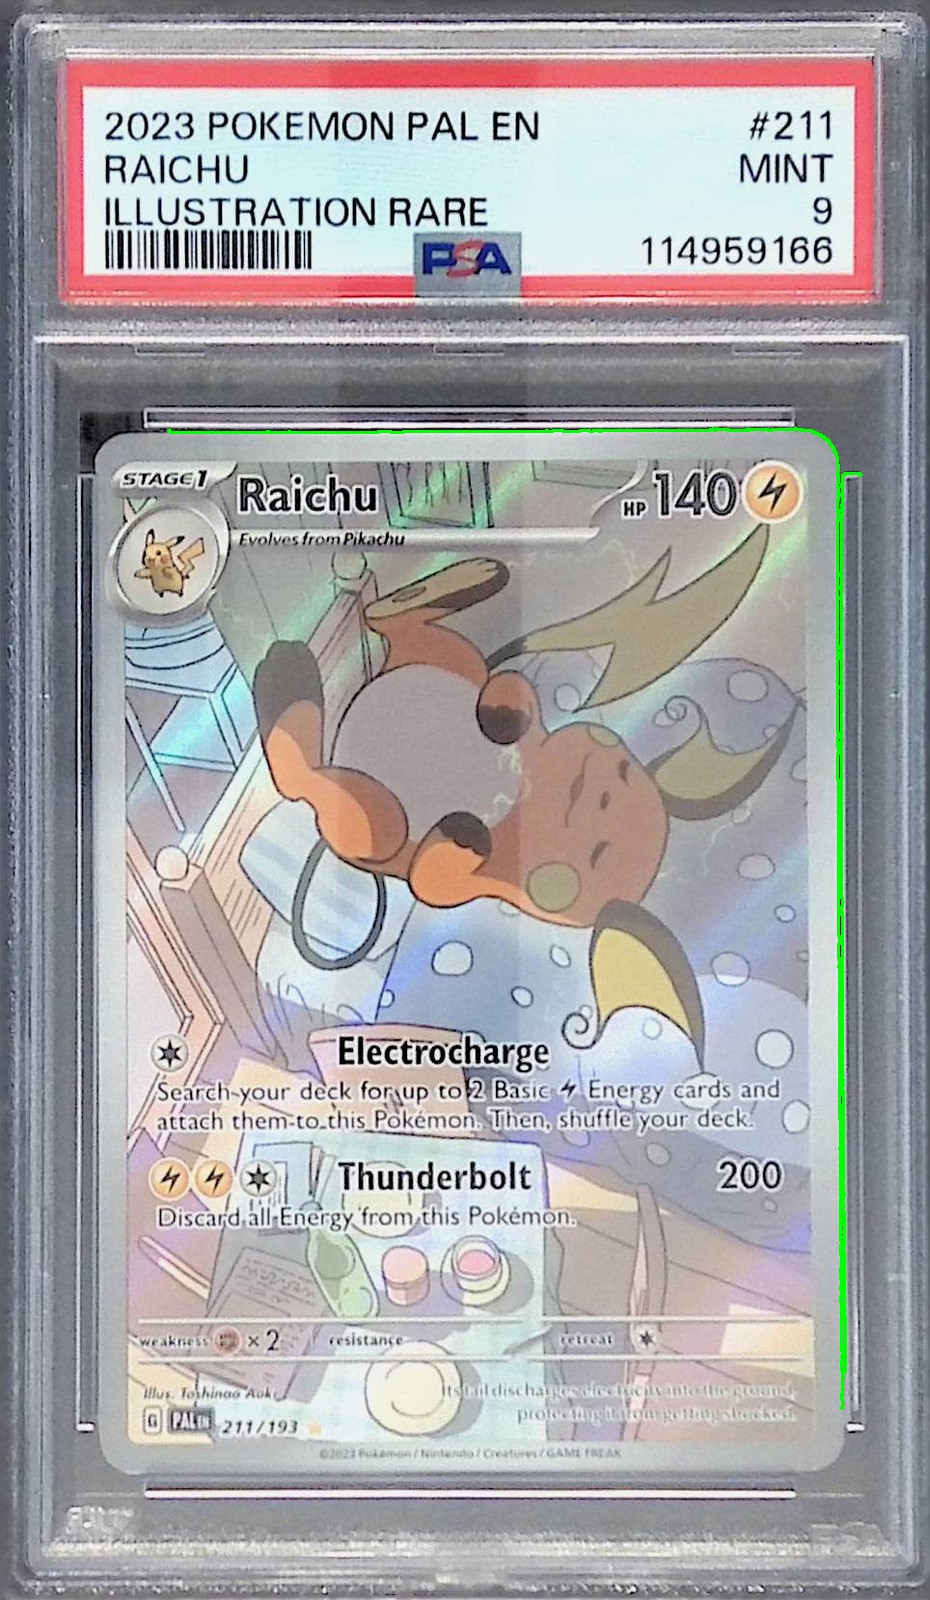 2023 POKEMON PAL EN #211
RAICHU MINT
ILLUSTRATION RARE 9
PSA 114959166
STAGE 1 Raichu HP 140
Evolves from Pikachu
Electrocharge
Search your deck for up to 2 Basic Energy cards and
attach them to this Pokémon. Then, shuffle your deck.
Thunderbolt 200
Discard all Energy from this Pokémon.
weakness ×2 resistance retreat
Illus. Toshinao Aoki Its tail discharges electricity into the ground,
protecting it from getting shocked.
G PAL EN 211/193
©2023 Pokémon / Nintendo / Creatures / GAME FREAK